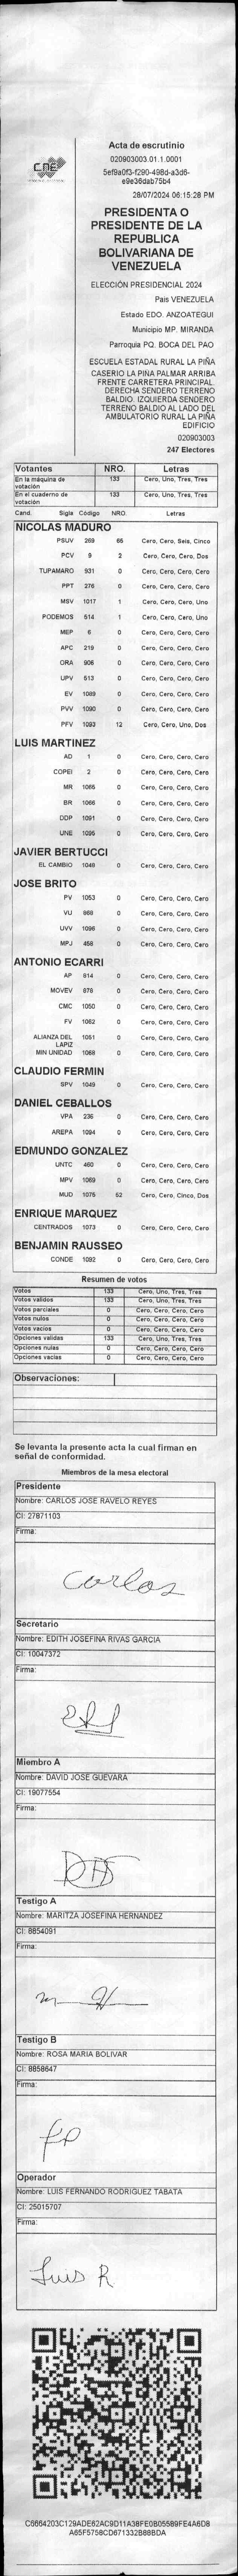 CNE
Acta de escrutinio
020903003.01.1.0001
5ef9a0f3-f290-498d-a3d6-
e9e36dab75b4
28/07/2024 06:15:28 PM
PRESIDENTA O
PRESIDENTE DE LA
REPUBLICA
BOLIVARIANA DE
VENEZUELA
ELECCIÓN PRESIDENCIAL 2024
Pais VENEZUELA
Estado EDO. ANZOATEGUI
Municipio MP. MIRANDA
Parroquia PQ. BOCA DEL PAO
ESCUELA ESTADAL RURAL LA PIÑA
CASERIO LA PIÑA PALMAR ARRIBA
FRENTE CARRETERA PRINCIPAL.
DERECHA SENDERO TERRENO
BALDIO. IZQUIERDA SENDERO
TERRENO BALDIO AL LADO DEL
AMBULATORIO RURAL LA PIÑA
EDIFICIO
020903003
247 Electores
Votantes NRO. Letras
En la máquina de votación 133 Cero, Uno, Tres, Tres
En el cuaderno de votación 133 Cero, Uno, Tres, Tres
Cand. Sigla Código NRO. Letras
NICOLAS MADURO
PSUV 269 65 Cero, Cero, Seis, Cinco
PCV 9 2 Cero, Cero, Cero, Dos
TUPAMARO 931 0 Cero, Cero, Cero, Cero
PPT 276 0 Cero, Cero, Cero, Cero
MSV 1017 1 Cero, Cero, Cero, Uno
PODEMOS 514 1 Cero, Cero, Cero, Uno
MEP 6 0 Cero, Cero, Cero, Cero
APC 219 0 Cero, Cero, Cero, Cero
ORA 906 0 Cero, Cero, Cero, Cero
UPV 513 0 Cero, Cero, Cero, Cero
EV 1089 0 Cero, Cero, Cero, Cero
PVV 1090 0 Cero, Cero, Cero, Cero
PFV 1093 12 Cero, Cero, Uno, Dos
LUIS MARTINEZ
AD 1 0 Cero, Cero, Cero, Cero
COPEI 2 0 Cero, Cero, Cero, Cero
MR 1065 0 Cero, Cero, Cero, Cero
BR 1066 0 Cero, Cero, Cero, Cero
DDP 1091 0 Cero, Cero, Cero, Cero
UNE 1095 0 Cero, Cero, Cero, Cero
JAVIER BERTUCCI
EL CAMBIO 1048 0 Cero, Cero, Cero, Cero
JOSE BRITO
PV 1053 0 Cero, Cero, Cero, Cero
VU 868 0 Cero, Cero, Cero, Cero
UVV 1096 0 Cero, Cero, Cero, Cero
MPJ 458 0 Cero, Cero, Cero, Cero
ANTONIO ECARRI
AP 814 0 Cero, Cero, Cero, Cero
MOVEV 876 0 Cero, Cero, Cero, Cero
CMC 1050 0 Cero, Cero, Cero, Cero
FV 1062 0 Cero, Cero, Cero, Cero
ALIANZA DEL LAPIZ 1051 0 Cero, Cero, Cero, Cero
MIN UNIDAD 1068 0 Cero, Cero, Cero, Cero
CLAUDIO FERMIN
SPV 1049 0 Cero, Cero, Cero, Cero
DANIEL CEBALLOS
VPA 236 0 Cero, Cero, Cero, Cero
AREPA 1094 0 Cero, Cero, Cero, Cero
EDMUNDO GONZALEZ
UNTC 460 0 Cero, Cero, Cero, Cero
MPV 1069 0 Cero, Cero, Cero, Cero
MUD 1076 52 Cero, Cero, Cinco, Dos
ENRIQUE MARQUEZ
CENTRADOS 1073 0 Cero, Cero, Cero, Cero
BENJAMIN RAUSSEO
CONDE 1092 0 Cero, Cero, Cero, Cero
Resumen de votos
Votos 133 Cero, Uno, Tres, Tres
Votos validos 133 Cero, Uno, Tres, Tres
Votos parciales 0 Cero, Cero, Cero, Cero
Votos nulos 0 Cero, Cero, Cero, Cero
Votos vacios 0 Cero, Cero, Cero, Cero
Opciones validas 133 Cero, Uno, Tres, Tres
Opciones nulas 0 Cero, Cero, Cero, Cero
Opciones vacias 0 Cero, Cero, Cero, Cero
Observaciones:
Se levanta la presente acta la cual firman en
señal de conformidad.
Miembros de la mesa electoral
Presidente
Nombre: CARLOS JOSE RAVELO REYES
CI: 27871103
Firma:
Carlos
Secretario
Nombre: EDITH JOSEFINA RIVAS GARCIA
CI: 10047372
Firma:
Miembro A
Nombre: DAVID JOSE GUEVARA
CI: 19077554
Firma:
Testigo A
Nombre: MARITZA JOSEFINA HERNANDEZ
CI: 8854091
Firma:
Testigo B
Nombre: ROSA MARIA BOLIVAR
CI: 8858647
Firma:
Operador
Nombre: LUIS FERNANDO RODRIGUEZ TABATA
CI: 25015707
Firma:
Luis R
C6664203C129ADE62AC9D11A38FE0B05589FE4A6D8
A65F5758CD671332B88BDA